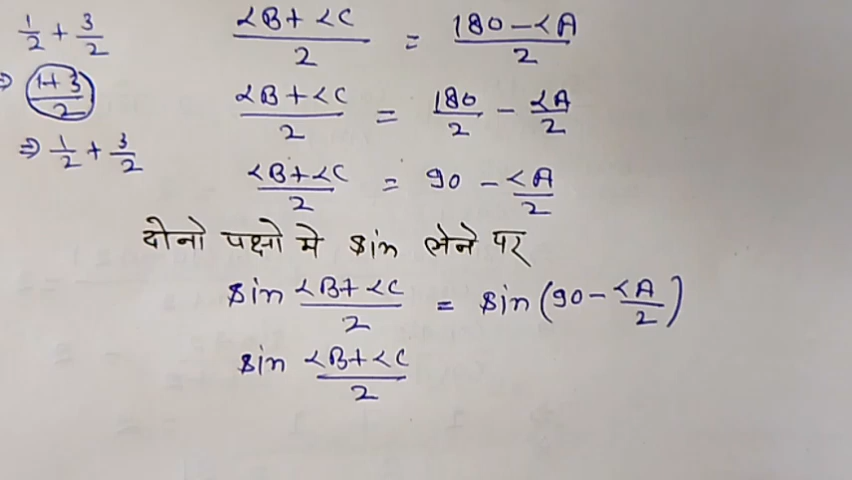 1/2 + 3/2
⇒ (1+3)/2
⇒ 1/2 + 3/2
(∠B + ∠C)/2 = (180 - ∠A)/2
(∠B + ∠C)/2 = 180/2 - ∠A/2
(∠B + ∠C)/2 = 90 - ∠A/2
दोनो पक्षो मे sin लेने पर
sin (∠B + ∠C)/2 = sin (90 - ∠A/2)
sin (∠B + ∠C)/2